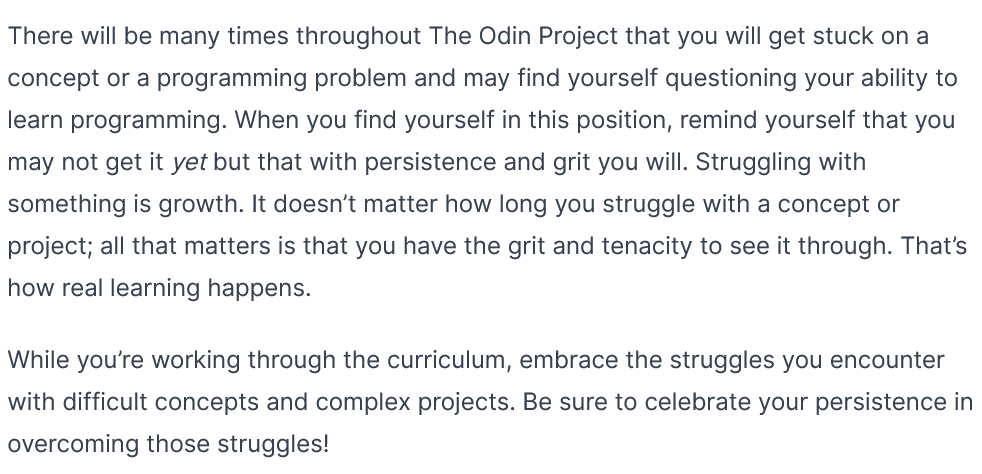 There will be many times throughout The Odin Project that you will get stuck on a
concept or a programming problem and may find yourself questioning your ability to
learn programming. When you find yourself in this position, remind yourself that you
may not get it yet but that with persistence and grit you will. Struggling with
something is growth. It doesn’t matter how long you struggle with a concept or
project; all that matters is that you have the grit and tenacity to see it through. That’s
how real learning happens.
While you’re working through the curriculum, embrace the struggles you encounter
with difficult concepts and complex projects. Be sure to celebrate your persistence in
overcoming those struggles!